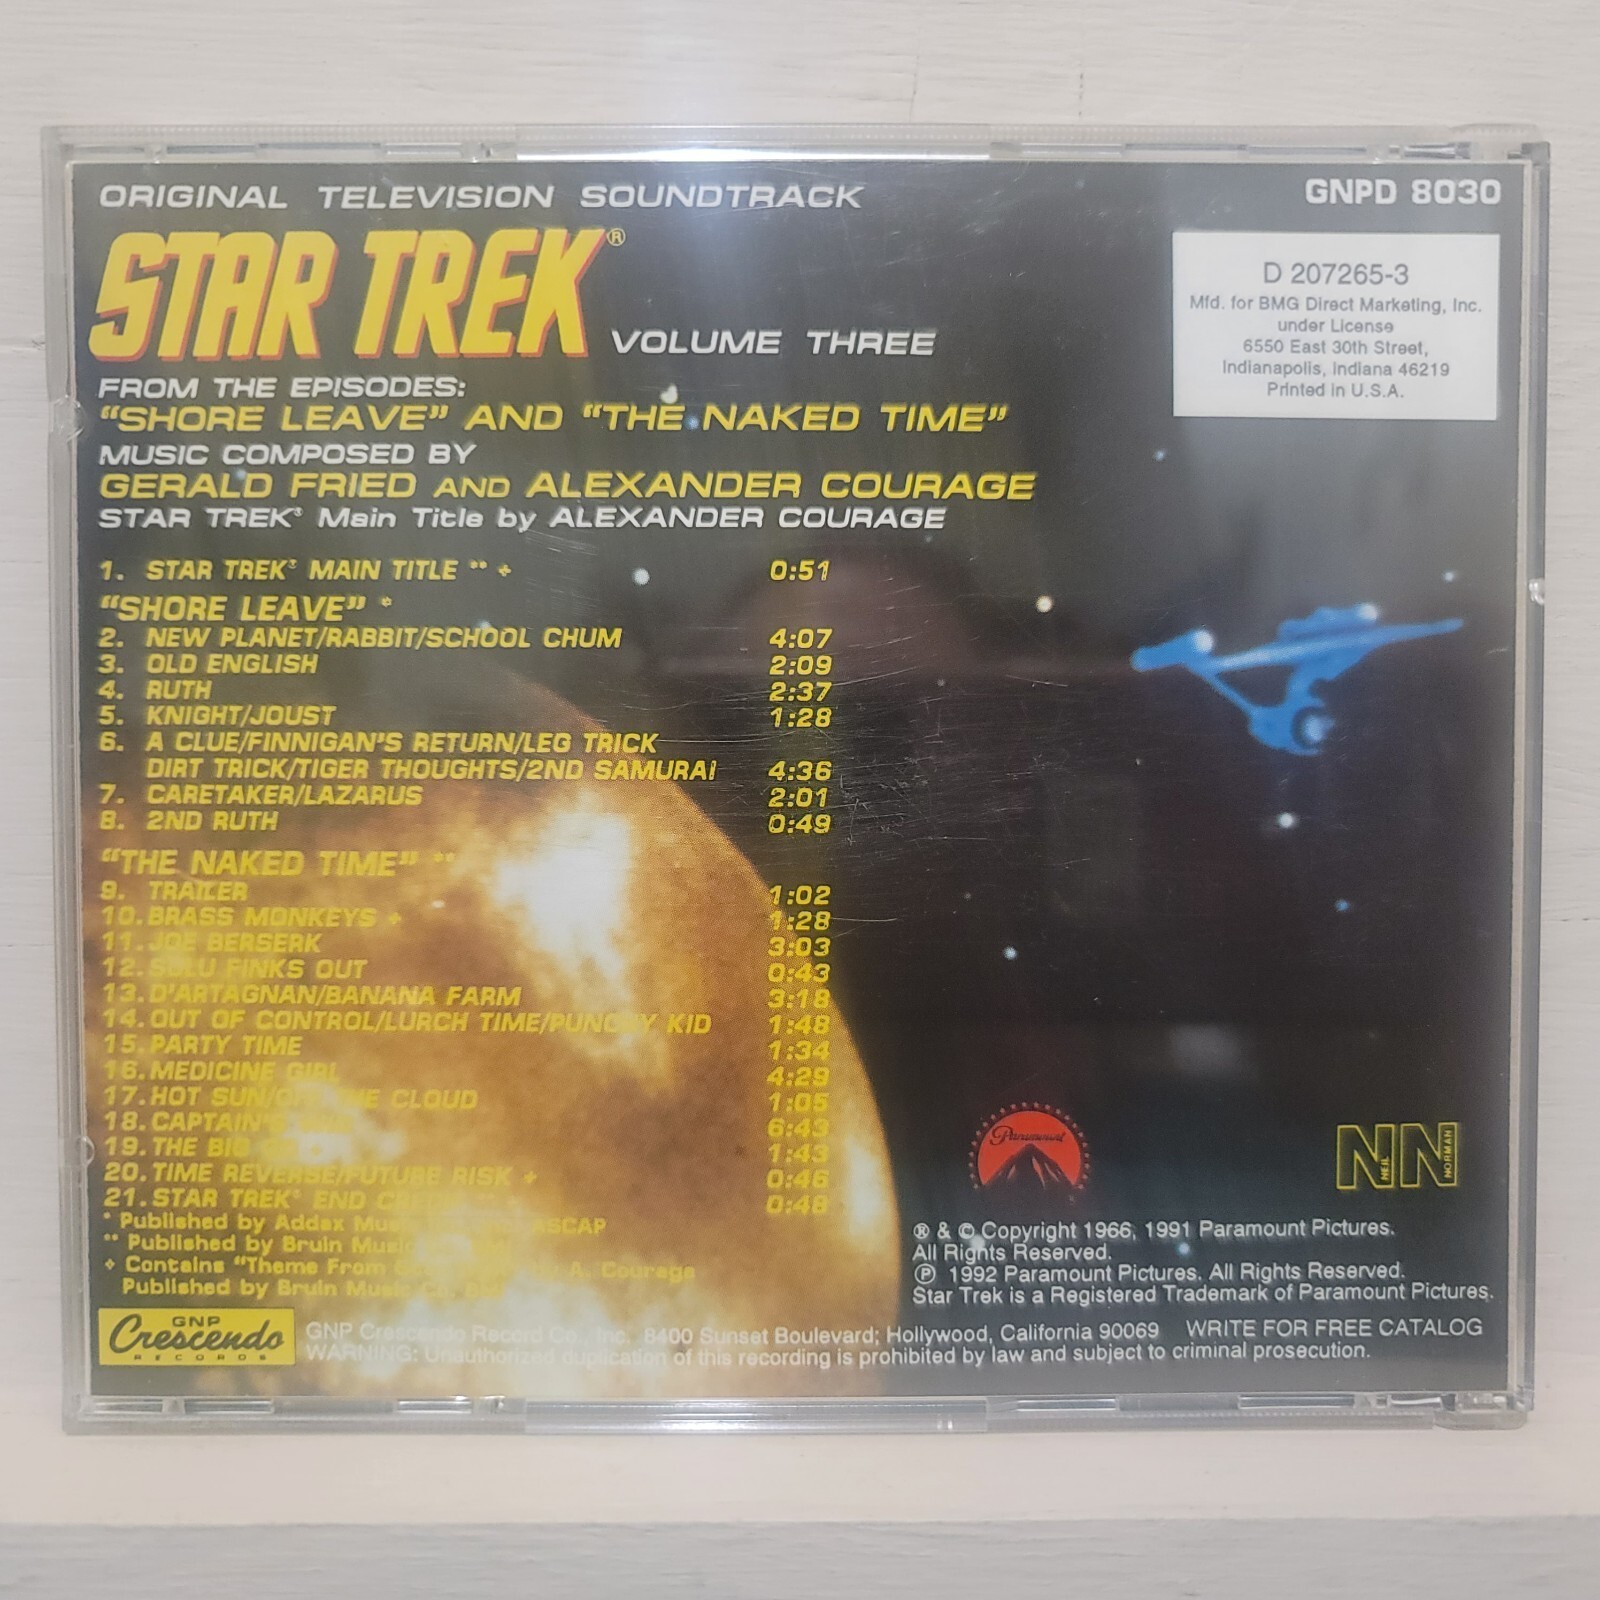 ORIGINAL TELEVISION SOUNDTRACK
GNPD 8030
STAR TREK®
VOLUME THREE
D 207265-3
Mfd. for BMG Direct Marketing, Inc.
under License
6550 East 30th Street,
Indianapolis, Indiana 46219
Printed in U.S.A.
FROM THE EPISODES:
"SHORE LEAVE" AND "THE NAKED TIME"
MUSIC COMPOSED BY
GERALD FRIED AND ALEXANDER COURAGE
STAR TREK® Main Title by ALEXANDER COURAGE
1. STAR TREK® MAIN TITLE ** + 0:51
"SHORE LEAVE" *
2. NEW PLANET/RABBIT/SCHOOL CHUM 4:07
3. OLD ENGLISH 2:09
4. RUTH 2:37
5. KNIGHT/JOUST 1:28
6. A CLUE/FINNIGAN'S RETURN/LEG TRICK
DIRT TRICK/TIGER THOUGHTS/2ND SAMURAI 4:36
7. CARETAKER/LAZARUS 2:01
8. 2ND RUTH 0:49
"THE NAKED TIME" **
9. TRAILER 1:02
10. BRASS MONKEYS + 1:28
11. JOE BERSERK 3:03
12. SULU FINKS OUT 0:43
13. D'ARTAGNAN/BANANA FARM 3:18
14. OUT OF CONTROL/LURCH TIME/PUNCHY KID 1:48
15. PARTY TIME 1:34
16. MEDICINE GIRL 4:29
17. HOT SUN/ THE CLOUD 1:05
18. CAPTAIN'S 6:43
19. THE BIG 1:43
20. TIME REVERSE/FUTURE RISK + 0:46
21. STAR TREK® END 0:48
* Published by Addax Music ASCAP
** Published by Bruin Music
+ Contains "Theme From A. Courage
Published by Bruin Music Co.
Paramount
NN
NEIL
NORMAN
® & © Copyright 1966, 1991 Paramount Pictures.
All Rights Reserved.
℗ 1992 Paramount Pictures. All Rights Reserved.
Star Trek is a Registered Trademark of Paramount Pictures.
GNP
Crescendo
RECORDS
GNP Crescendo Record Co., Inc. 8400 Sunset Boulevard; Hollywood, California 90069 WRITE FOR FREE CATALOG
WARNING: Unauthorized duplication of this recording is prohibited by law and subject to criminal prosecution.